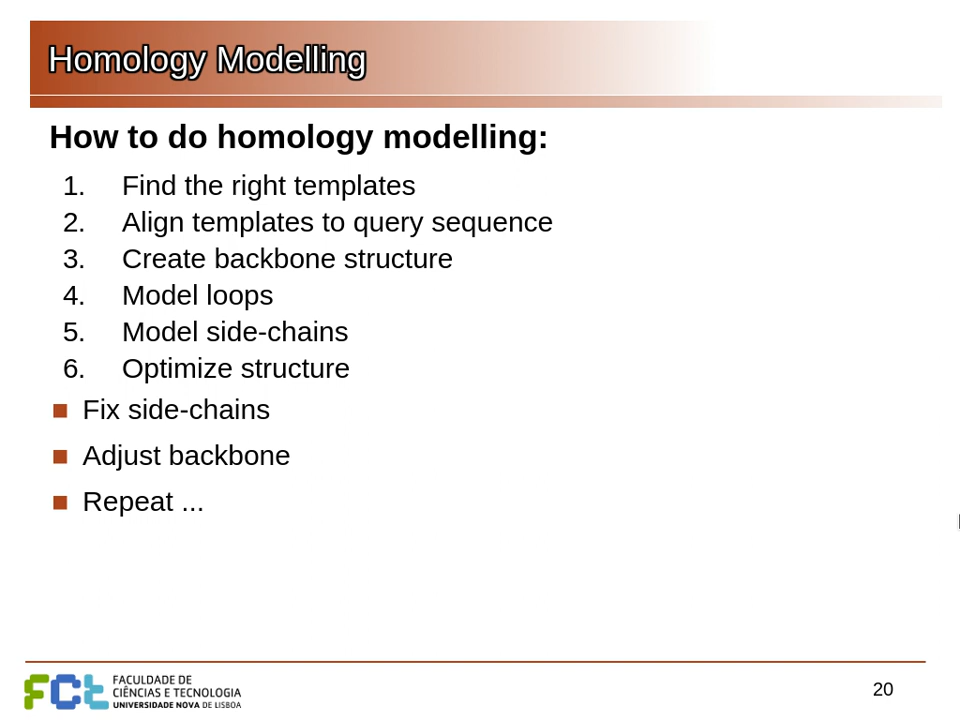 Homology Modelling
How to do homology modelling:
1. Find the right templates
2. Align templates to query sequence
3. Create backbone structure
4. Model loops
5. Model side-chains
6. Optimize structure
■ Fix side-chains
■ Adjust backbone
■ Repeat ...
FCt
FACULDADE DE
CIÊNCIAS E TECNOLOGIA
UNIVERSIDADE NOVA DE LISBOA
20